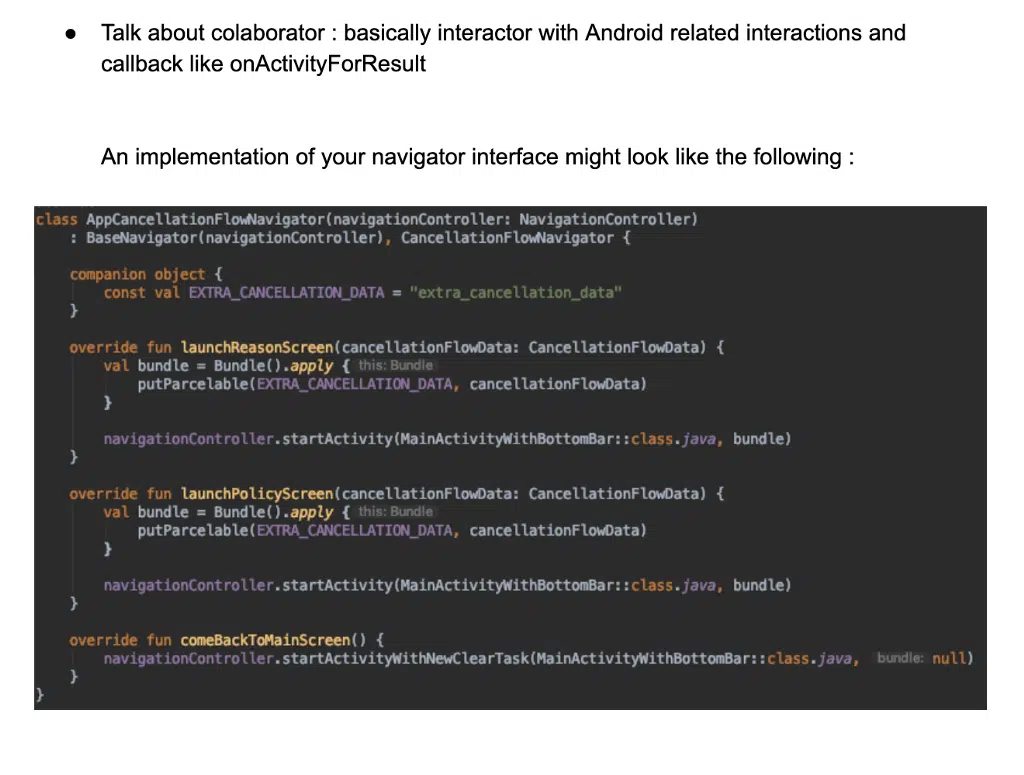 ● Talk about colaborator : basically interactor with Android related interactions and
callback like onActivityForResult
An implementation of your navigator interface might look like the following :
class AppCancellationFlowNavigator(navigationController: NavigationController)
    : BaseNavigator(navigationController), CancellationFlowNavigator {
    companion object {
        const val EXTRA_CANCELLATION_DATA = "extra_cancellation_data"
    }
    override fun launchReasonScreen(cancellationFlowData: CancellationFlowData) {
        val bundle = Bundle().apply { this: Bundle
            putParcelable(EXTRA_CANCELLATION_DATA, cancellationFlowData)
        }
        navigationController.startActivity(MainActivityWithBottomBar::class.java, bundle)
    }
    override fun launchPolicyScreen(cancellationFlowData: CancellationFlowData) {
        val bundle = Bundle().apply { this: Bundle
            putParcelable(EXTRA_CANCELLATION_DATA, cancellationFlowData)
        }
        navigationController.startActivity(MainActivityWithBottomBar::class.java, bundle)
    }
    override fun comeBackToMainScreen() {
        navigationController.startActivityWithNewClearTask(MainActivityWithBottomBar::class.java, bundle: null)
    }
}